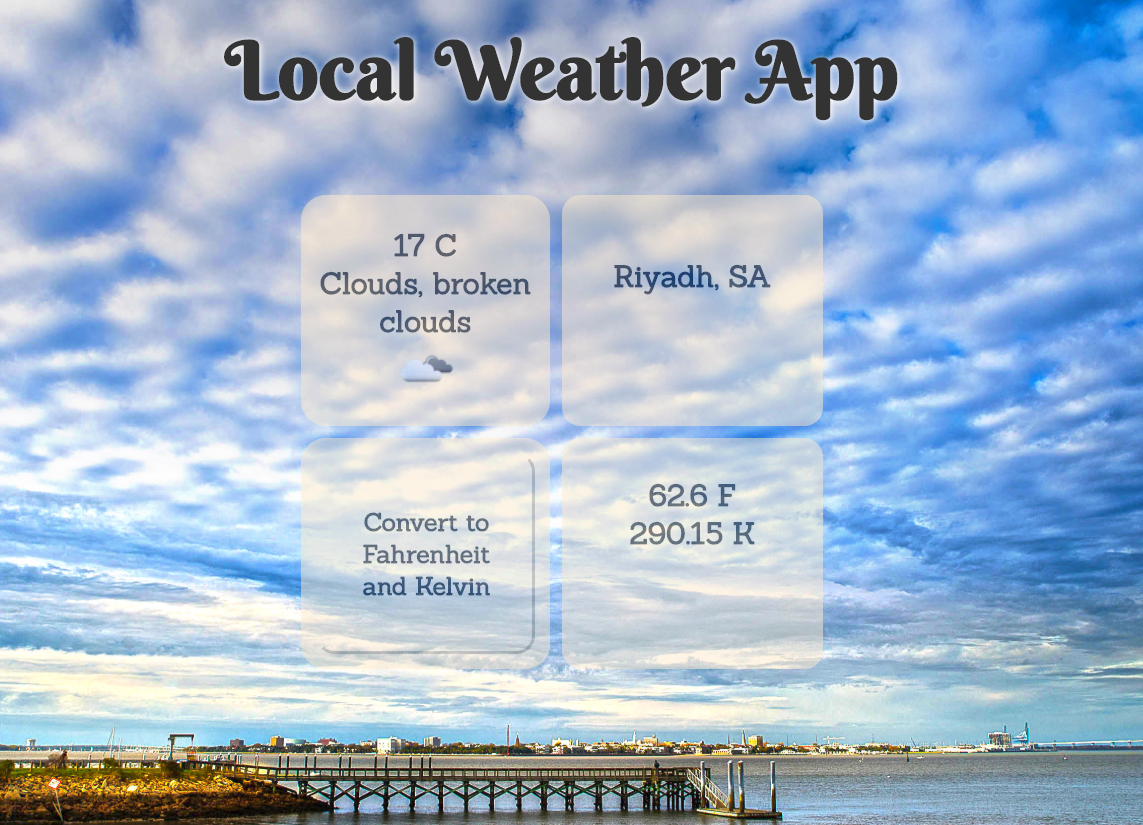 Local Weather App
17 C
Clouds, broken
clouds
Riyadh, SA
Convert to
Fahrenheit
and Kelvin
62.6 F
290.15 K